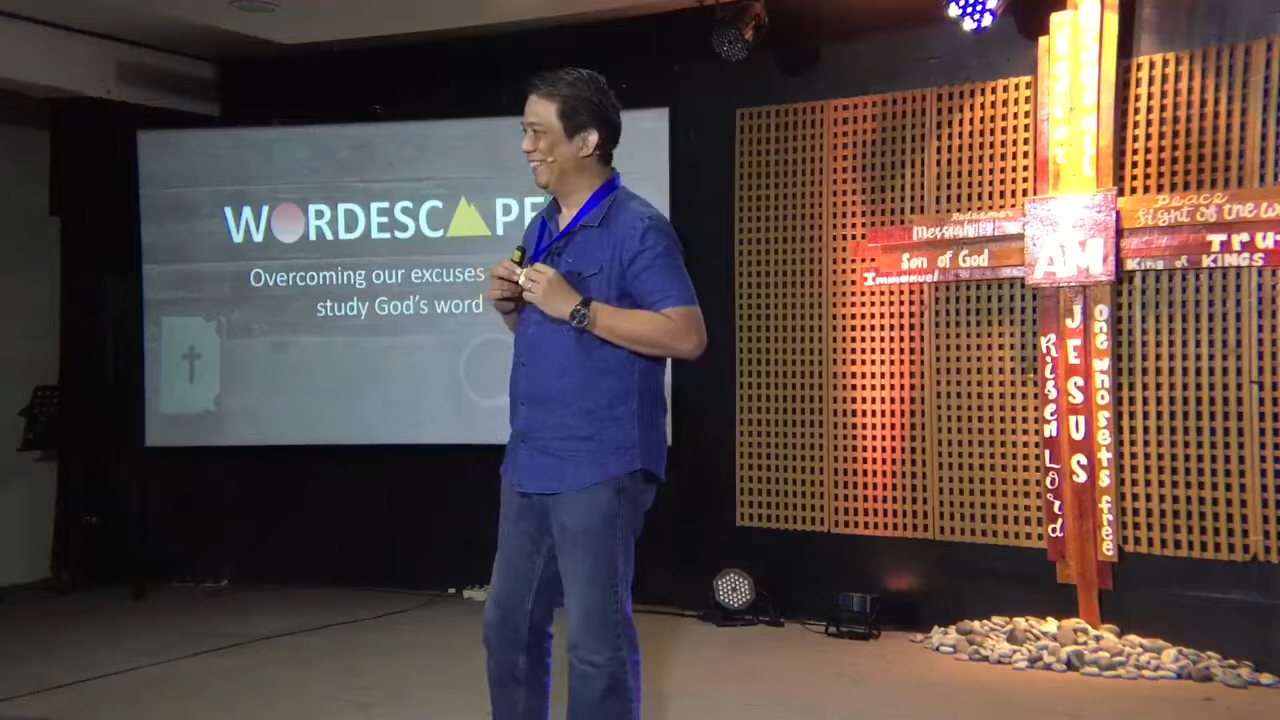 WORDESCAPE
Overcoming our excuses
study God's word
Redeemer
Messiah
Son of God
Immanuel
I AM
Peace
Light of the
King of KINGS
JESUS
Risen Lord
One who sets free